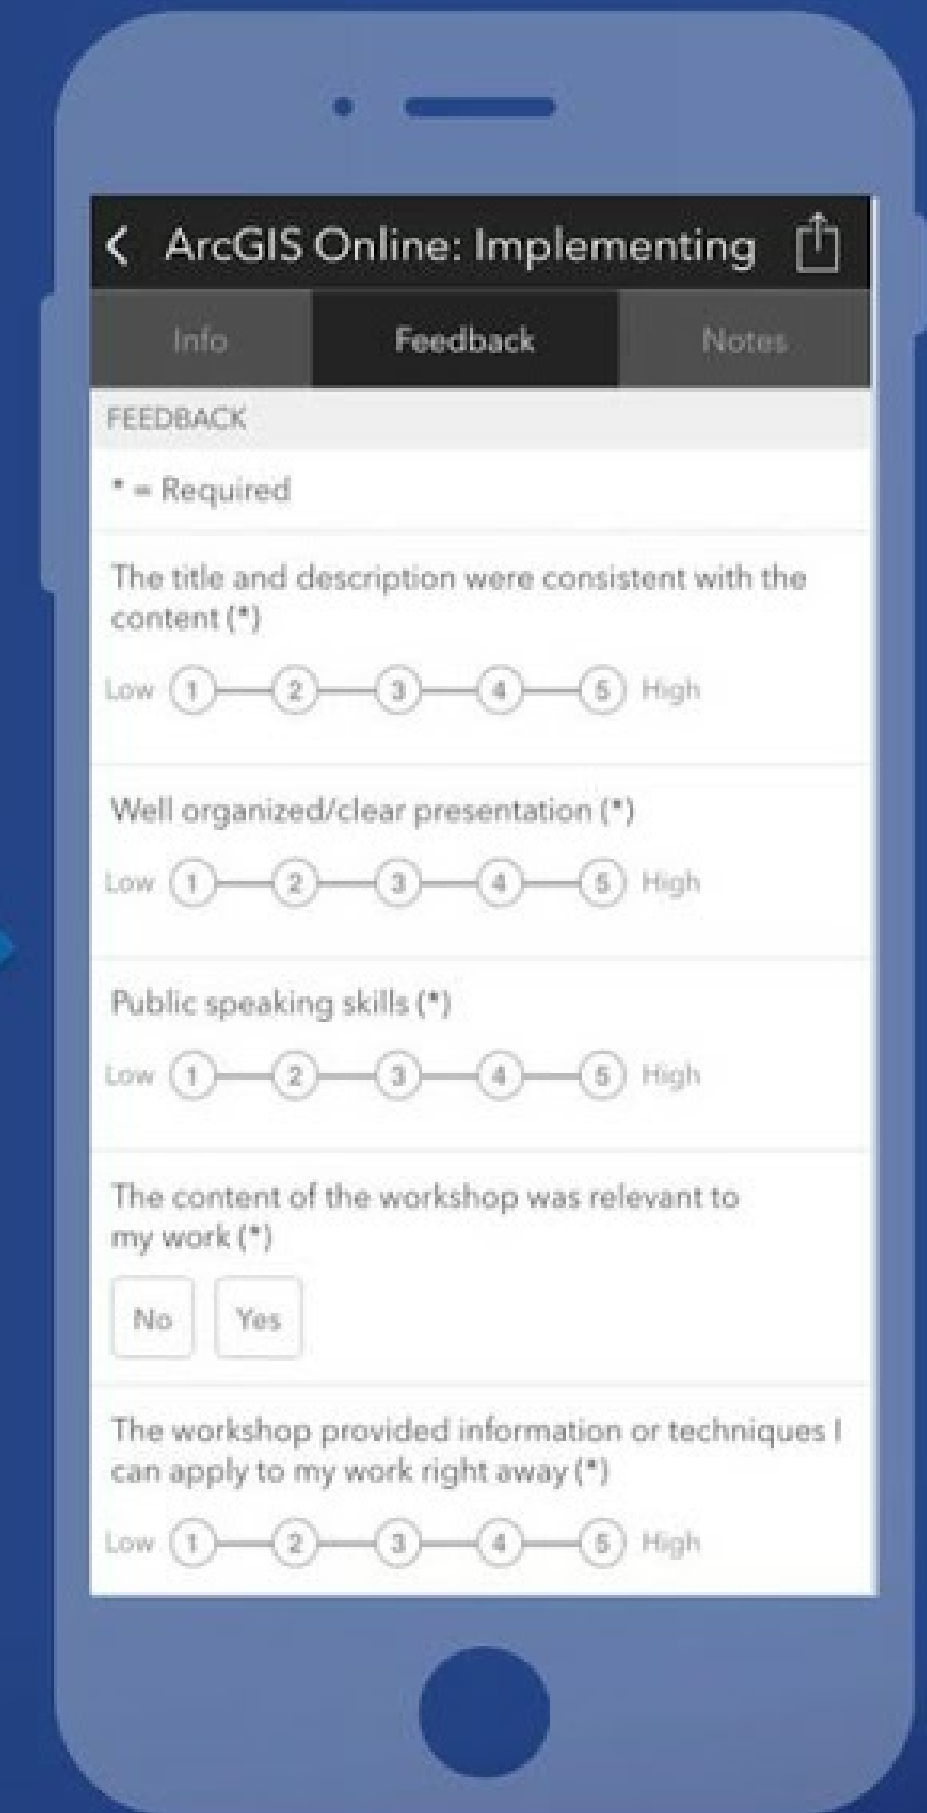 ArcGIS Online: Implementing
Info Feedback Notes
FEEDBACK
* = Required
The title and description were consistent with the
content (*)
Low 1 2 3 4 5 High
Well organized/clear presentation (*)
Low 1 2 3 4 5 High
Public speaking skills (*)
Low 1 2 3 4 5 High
The content of the workshop was relevant to
my work (*)
No Yes
The workshop provided information or techniques I
can apply to my work right away (*)
Low 1 2 3 4 5 High